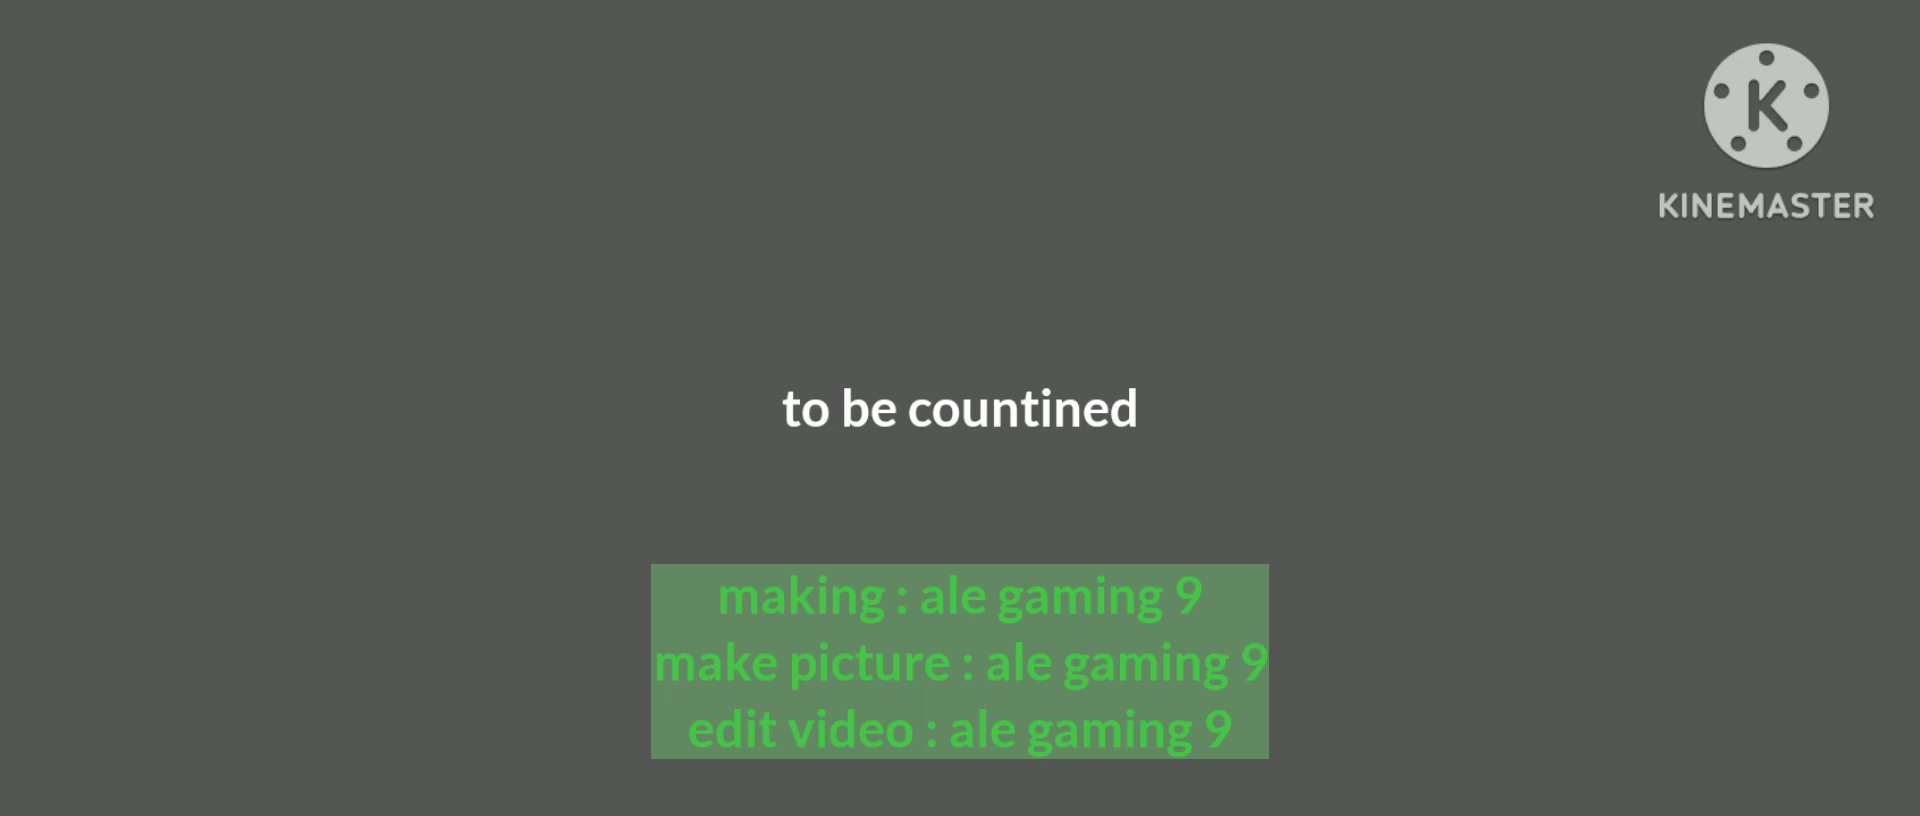 K
KINEMASTER
to be countined
making : ale gaming 9
make picture : ale gaming 9
edit video : ale gaming 9